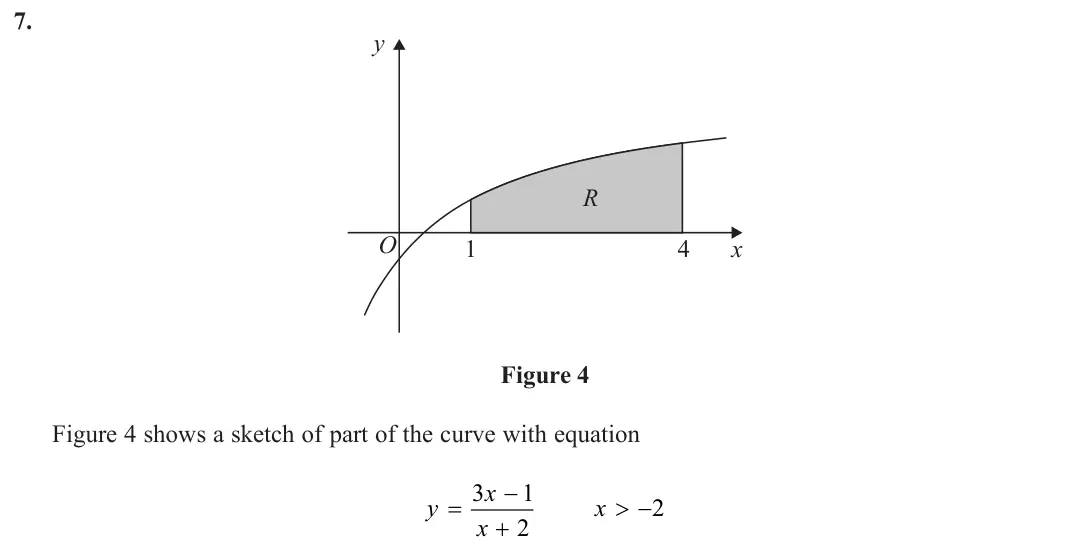 7.
y
R
O
1
4
x
Figure 4
Figure 4 shows a sketch of part of the curve with equation
y = \frac{3x - 1}{x + 2}    x > −2